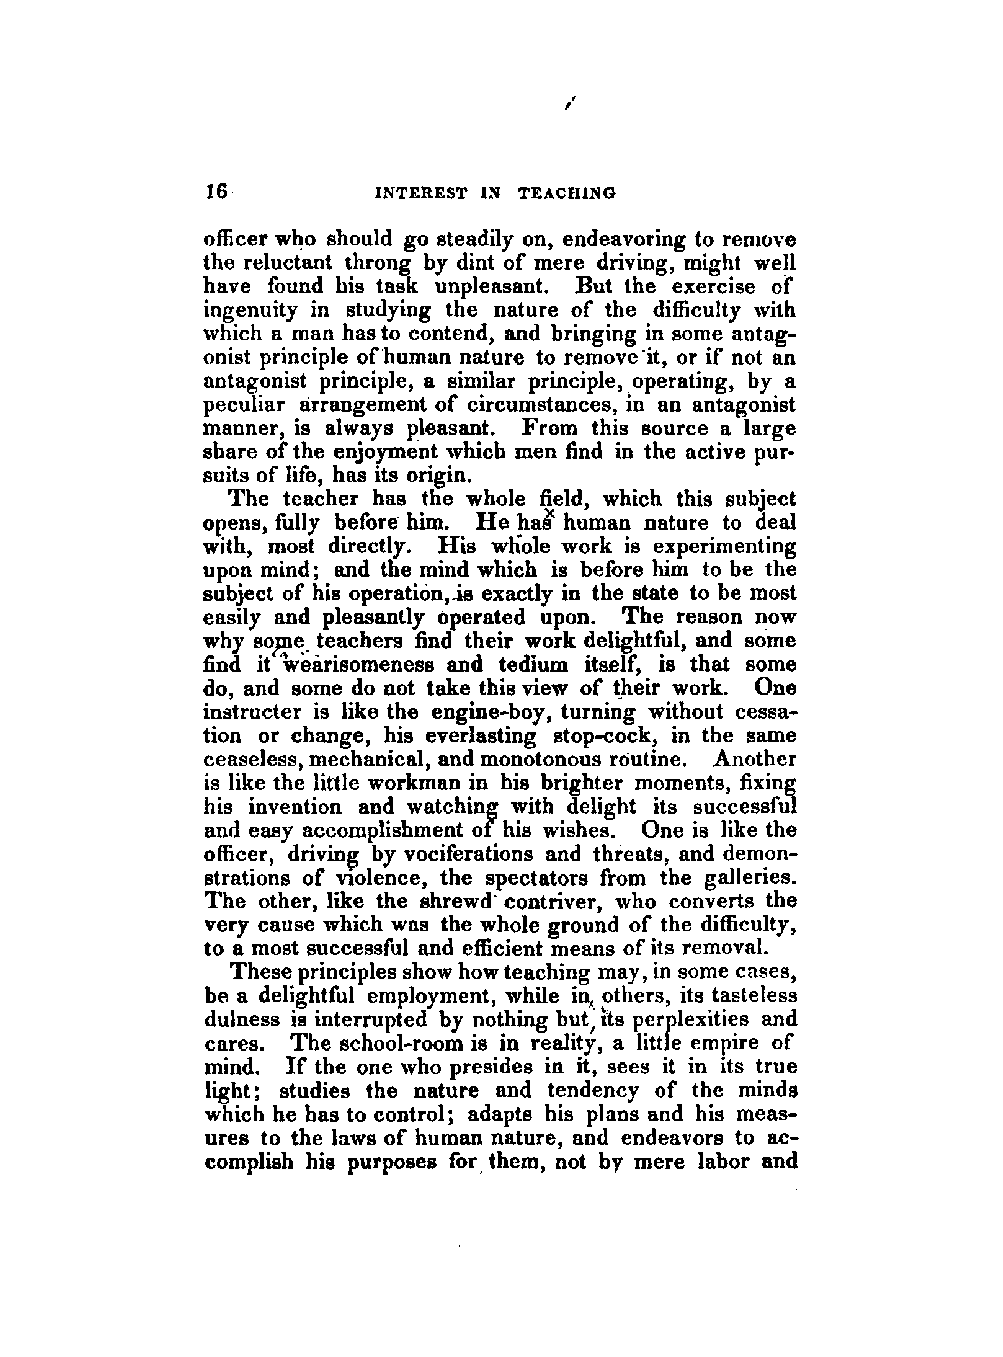 16 INTEREST IN TEACHING
officer who should go steadily on, endeavoring to remove
the reluctant throng by dint of mere driving, might well
have found his task unpleasant. But the exercise of
ingenuity in studying the nature of the difficulty with
which a man has to contend, and bringing in some antag-
onist principle of human nature to remove it, or if not an
antagonist principle, a similar principle, operating, by a
peculiar arrangement of circumstances, in an antagonist
manner, is always pleasant. From this source a large
share of the enjoyment which men find in the active pur-
suits of life, has its origin.
The teacher has the whole field, which this subject
opens, fully before him. He has human nature to deal
with, most directly. His whole work is experimenting
upon mind; and the mind which is before him to be the
subject of his operation, is exactly in the state to be most
easily and pleasantly operated upon. The reason now
why some teachers find their work delightful, and some
find it wearisomeness and tedium itself, is that some
do, and some do not take this view of their work. One
instructer is like the engine-boy, turning without cessa-
tion or change, his everlasting stop-cock, in the same
ceaseless, mechanical, and monotonous routine. Another
is like the little workman in his brighter moments, fixing
his invention and watching with delight its successful
and easy accomplishment of his wishes. One is like the
officer, driving by vociferations and threats, and demon-
strations of violence, the spectators from the galleries.
The other, like the shrewd contriver, who converts the
very cause which was the whole ground of the difficulty,
to a most successful and efficient means of its removal.
These principles show how teaching may, in some cases,
be a delightful employment, while in others, its tasteless
dulness is interrupted by nothing but its perplexities and
cares. The school-room is in reality, a little empire of
mind. If the one who presides in it, sees it in its true
light; studies the nature and tendency of the minds
which he has to control; adapts his plans and his meas-
ures to the laws of human nature, and endeavors to ac-
complish his purposes for them, not by mere labor and